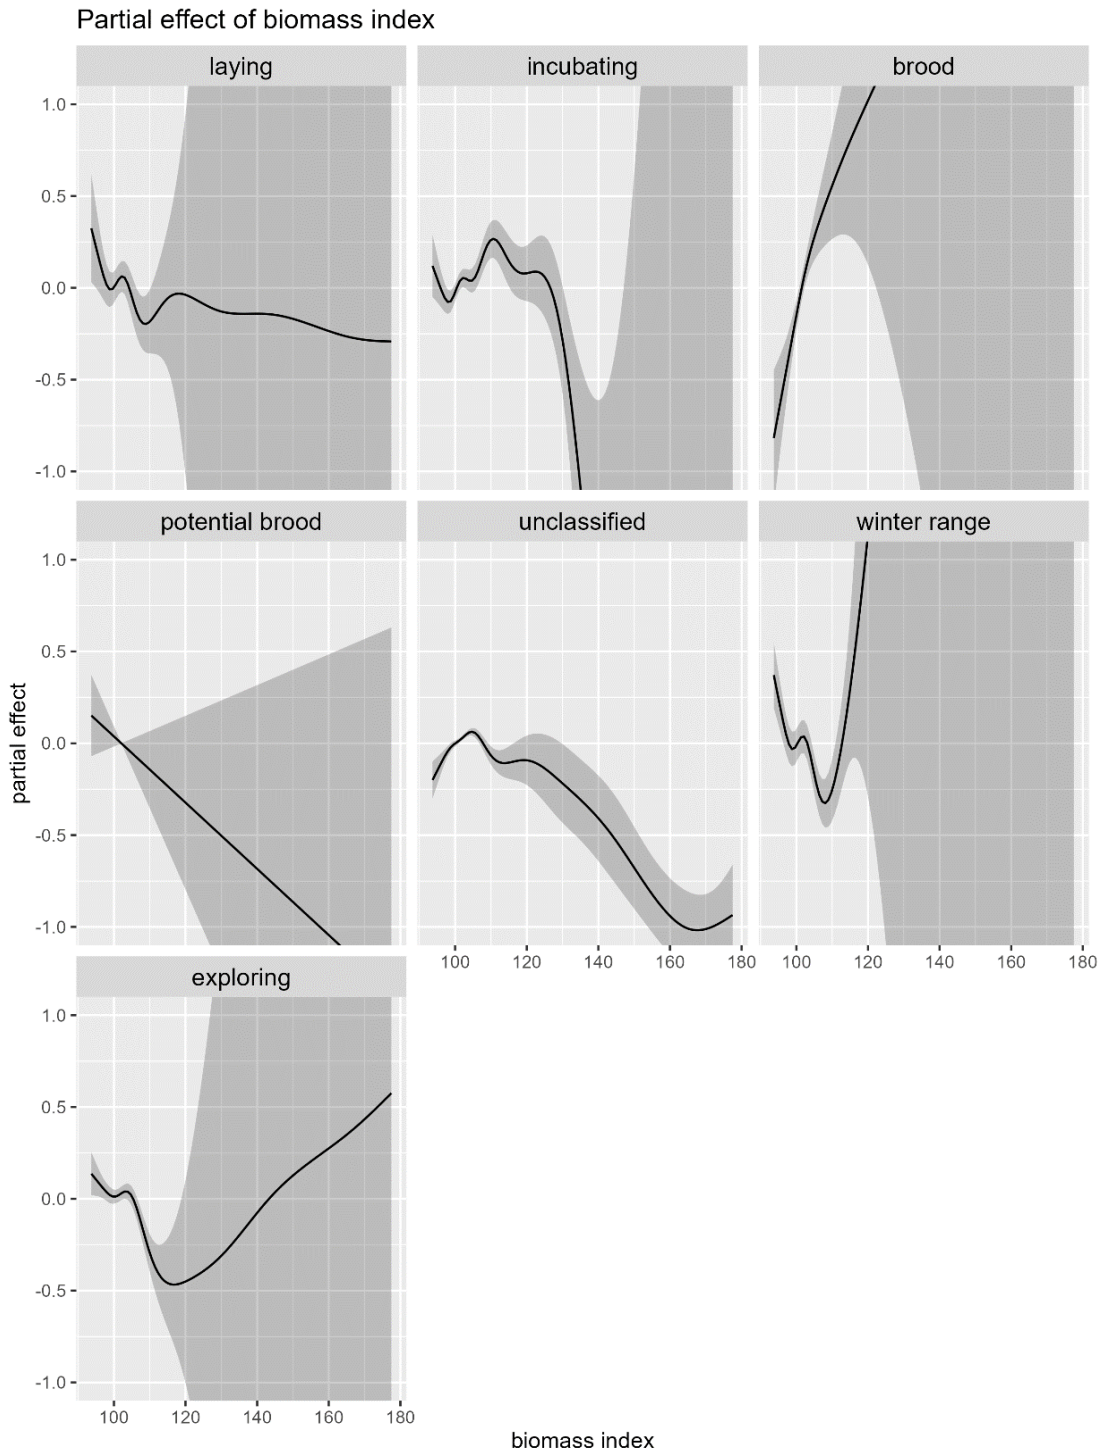 Partial effect of biomass index
laying incubating brood
1.0
0.5
0.0
-0.5
-1.0
potential brood unclassified winter range
1.0
0.5
0.0
-0.5
-1.0
partial effect
100 120 140 160 180 100 120 140 160 180
exploring
1.0
0.5
0.0
-0.5
-1.0
100 120 140 160 180
biomass index